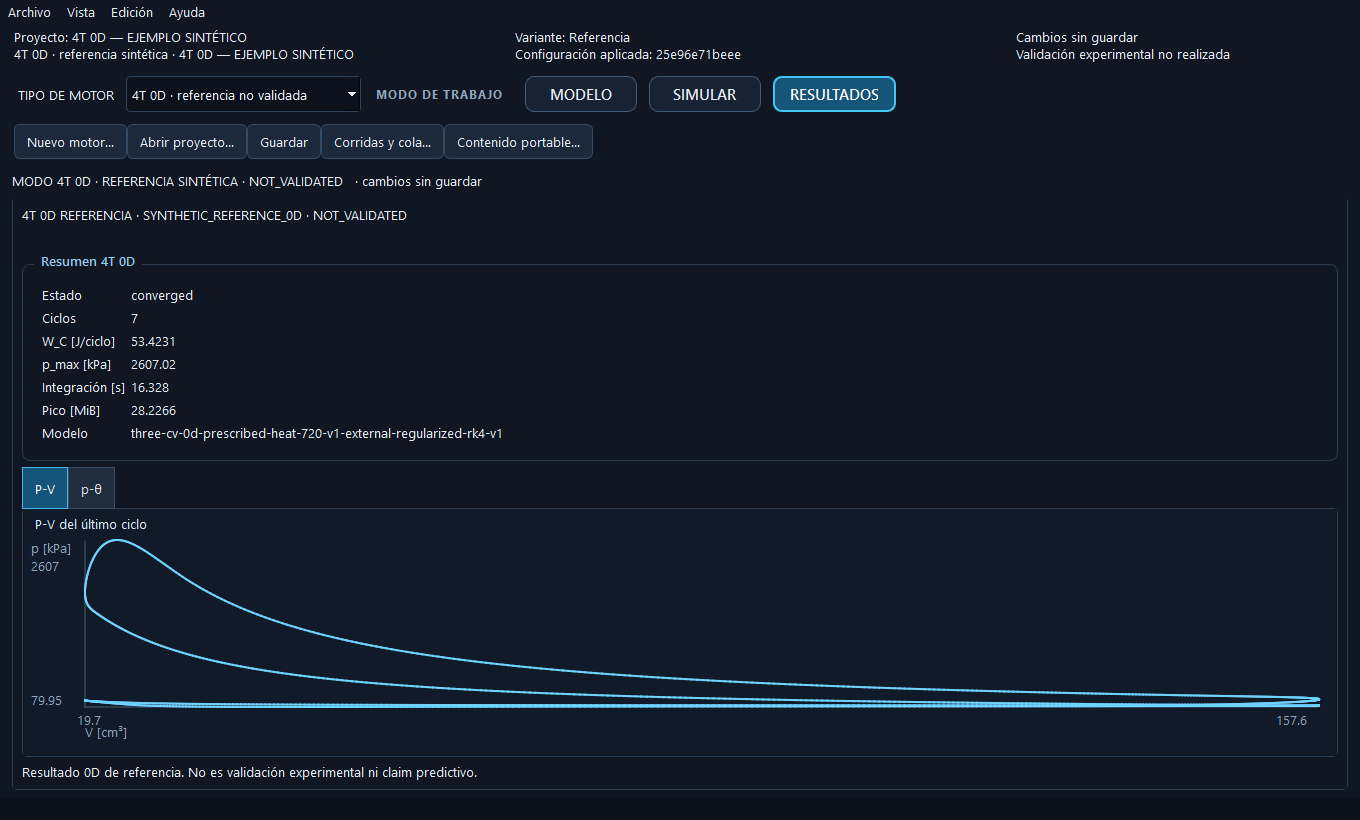 Archivo Vista Edición Ayuda
Proyecto: 4T 0D — EJEMPLO SINTÉTICO
4T 0D · referencia sintética · 4T 0D — EJEMPLO SINTÉTICO
Variante: Referencia
Configuración aplicada: 25e96e71beee
Cambios sin guardar
Validación experimental no realizada
TIPO DE MOTOR 4T 0D · referencia no validada MODO DE TRABAJO MODELO SIMULAR RESULTADOS
Nuevo motor... Abrir proyecto... Guardar Corridas y cola... Contenido portable...
MODO 4T 0D · REFERENCIA SINTÉTICA · NOT_VALIDATED · cambios sin guardar
4T 0D REFERENCIA · SYNTHETIC_REFERENCE_0D · NOT_VALIDATED
Resumen 4T 0D
Estado converged
Ciclos 7
W_C [J/ciclo] 53.4231
p_max [kPa] 2607.02
Integración [s] 16.328
Pico [MiB] 28.2266
Modelo three-cv-0d-prescribed-heat-720-v1-external-regularized-rk4-v1
P-V p-θ
P-V del último ciclo
p [kPa]
2607
79.95
19.7 157.6
V [cm³]
Resultado 0D de referencia. No es validación experimental ni claim predictivo.